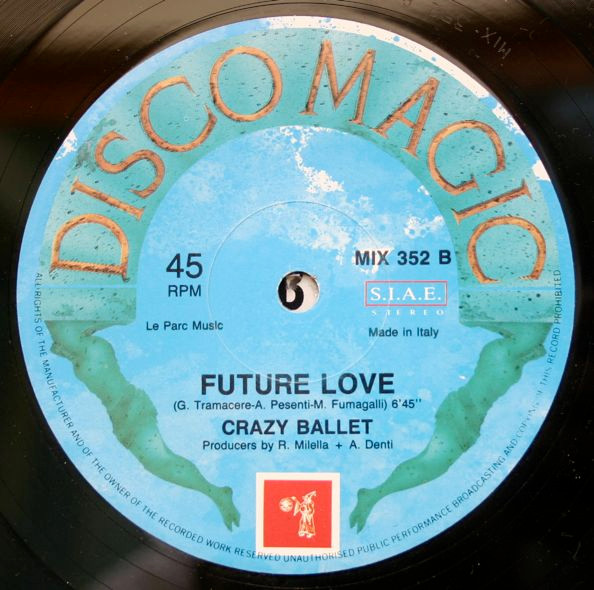 DISCO MAGIC
45
RPM
MIX 352 B
S.I.A.E.
STEREO
Le Parc Music
Made in Italy
FUTURE LOVE
(G. Tramacere-A. Pesenti-M. Fumagalli) 6'45"
CRAZY BALLET
Producers by R. Milella + A. Denti
ALL RIGHTS OF THE MANUFACTURER AND OF THE OWNER OF THE RECORDED WORK RESERVED UNAUTHORISED PUBLIC PERFORMANCE BROADCASTING AND COPYING OF THIS RECORD PROHIBITED